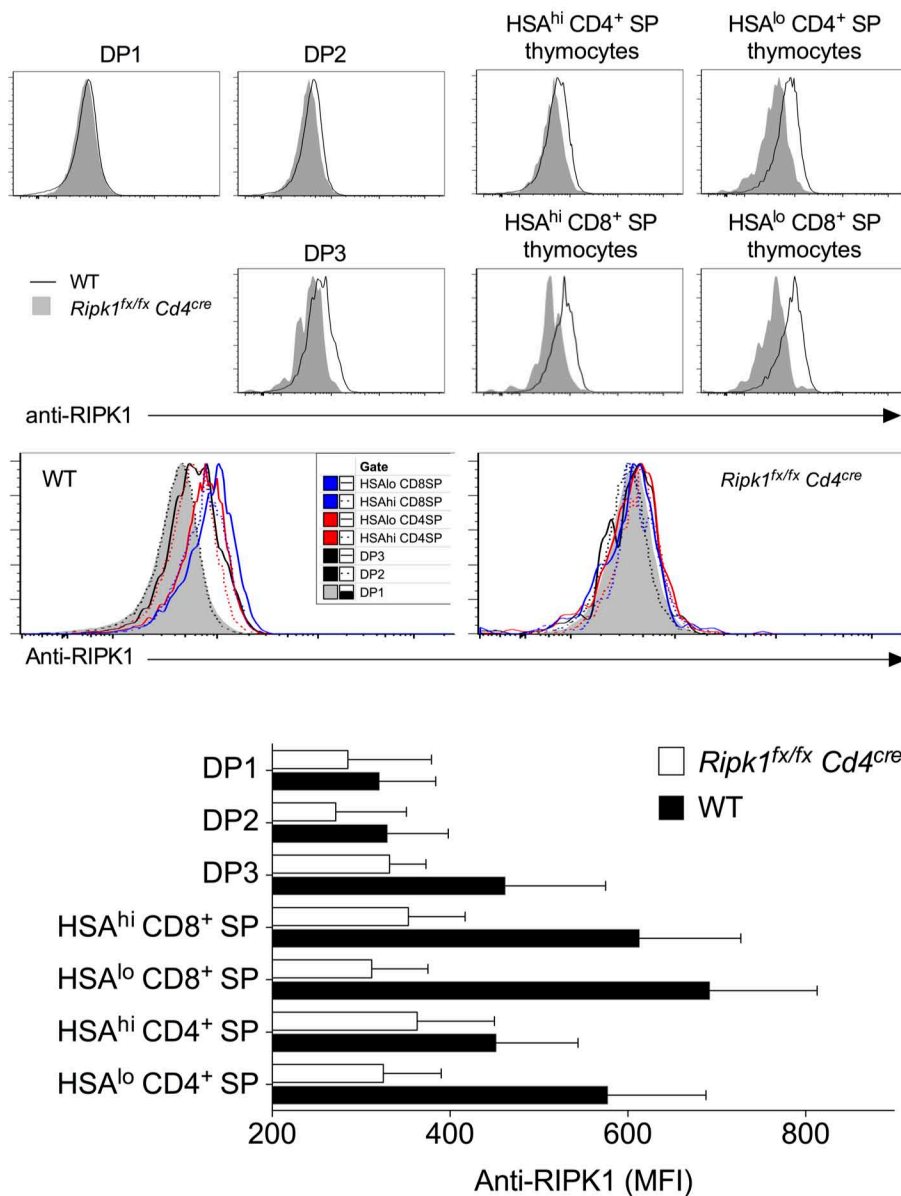 DP1
DP2
HSAhi CD4+ SP
thymocytes
HSAlo CD4+ SP
thymocytes
DP3
HSAhi CD8+ SP
thymocytes
HSAlo CD8+ SP
thymocytes
WT
Ripk1fx/fx Cd4cre
anti-RIPK1
WT
Gate
HSAlo CD8SP
HSAhi CD8SP
HSAlo CD4SP
HSAhi CD4SP
DP3
DP2
DP1
Ripk1fx/fx Cd4cre
Anti-RIPK1
Ripk1fx/fx Cd4cre
WT
DP1
DP2
DP3
HSAhi CD8+ SP
HSAlo CD8+ SP
HSAhi CD4+ SP
HSAlo CD4+ SP
200 400 600 800
Anti-RIPK1 (MFI)